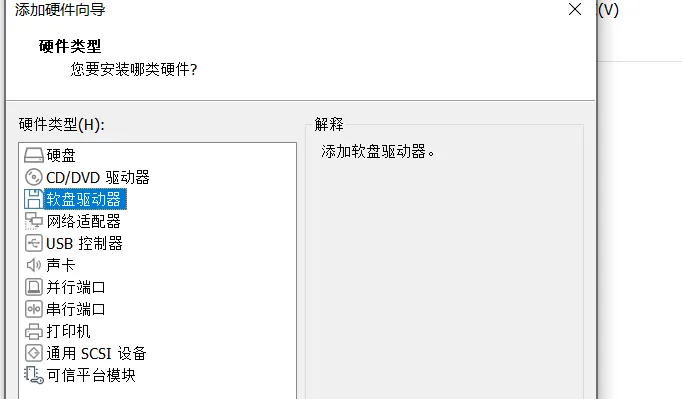 添加硬件向导
(V)
硬件类型
您要安装哪类硬件?
硬件类型(H):
解释
硬盘
添加软盘驱动器。
CD/DVD 驱动器
软盘驱动器
网络适配器
USB 控制器
声卡
并行端口
串行端口
打印机
通用 SCSI 设备
可信平台模块